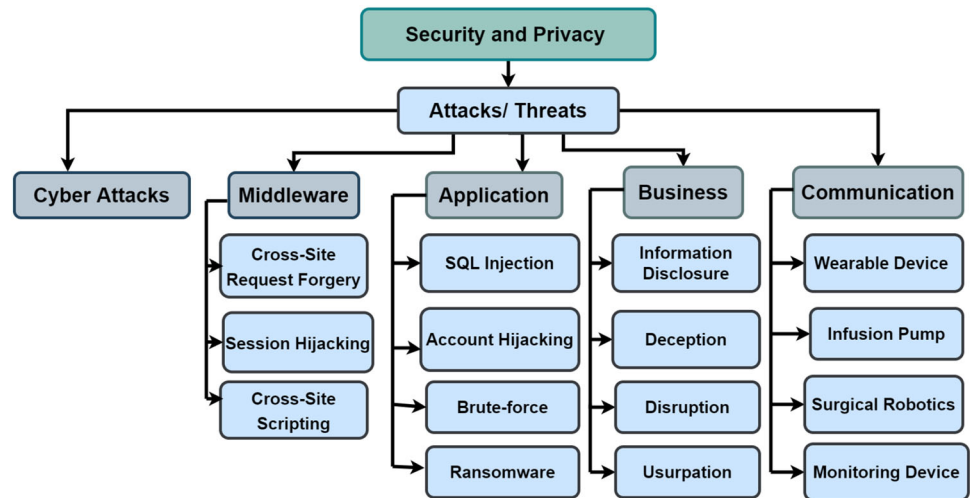 Security and Privacy
Attacks/ Threats
Cyber Attacks
Middleware
Application
Business
Communication
Cross-Site
Request Forgery
Session Hijacking
Cross-Site
Scripting
SQL Injection
Account Hijacking
Brute-force
Ransomware
Information
Disclosure
Deception
Disruption
Usurpation
Wearable Device
Infusion Pump
Surgical Robotics
Monitoring Device